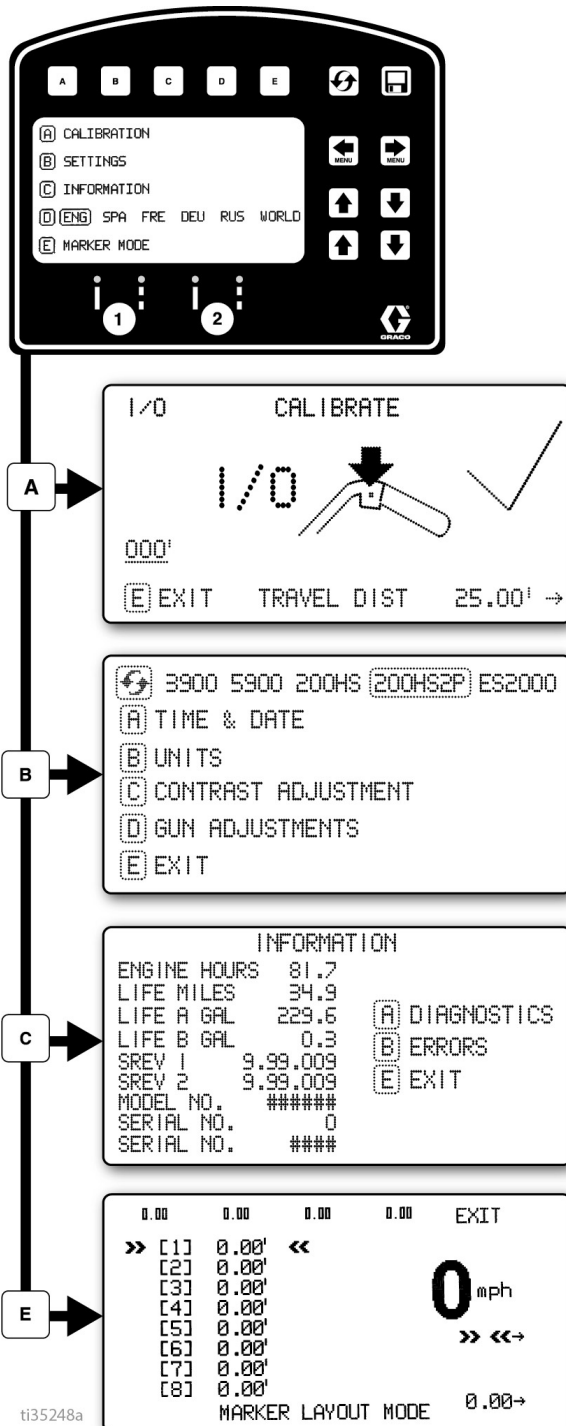 A B C D E
A CALIBRATION
MENU MENU
B SETTINGS
C INFORMATION
D ENG SPA FRE DEU RUS WORLD
E MARKER MODE
1 2
GRACO
A
I/O CALIBRATE
I/O
000'
E EXIT TRAVEL DIST 25.00' →
B
3900 5900 200HS 200HS2P ES2000
A TIME & DATE
B UNITS
C CONTRAST ADJUSTMENT
D GUN ADJUSTMENTS
E EXIT
C
INFORMATION
ENGINE HOURS 81.7
LIFE MILES 34.9
LIFE A GAL 229.6
LIFE B GAL 0.3
SREV 1 9.99.009
SREV 2 9.99.009
MODEL NO. ######
SERIAL NO. 0
SERIAL NO. ####
A DIAGNOSTICS
B ERRORS
E EXIT
E
0.00 0.00 0.00 0.00 EXIT
» [1] 0.00' «
[2] 0.00'
[3] 0.00'
[4] 0.00'
[5] 0.00'
[6] 0.00'
[7] 0.00'
[8] 0.00'
0 mph
» «→
MARKER LAYOUT MODE 0.00→
ti35248a